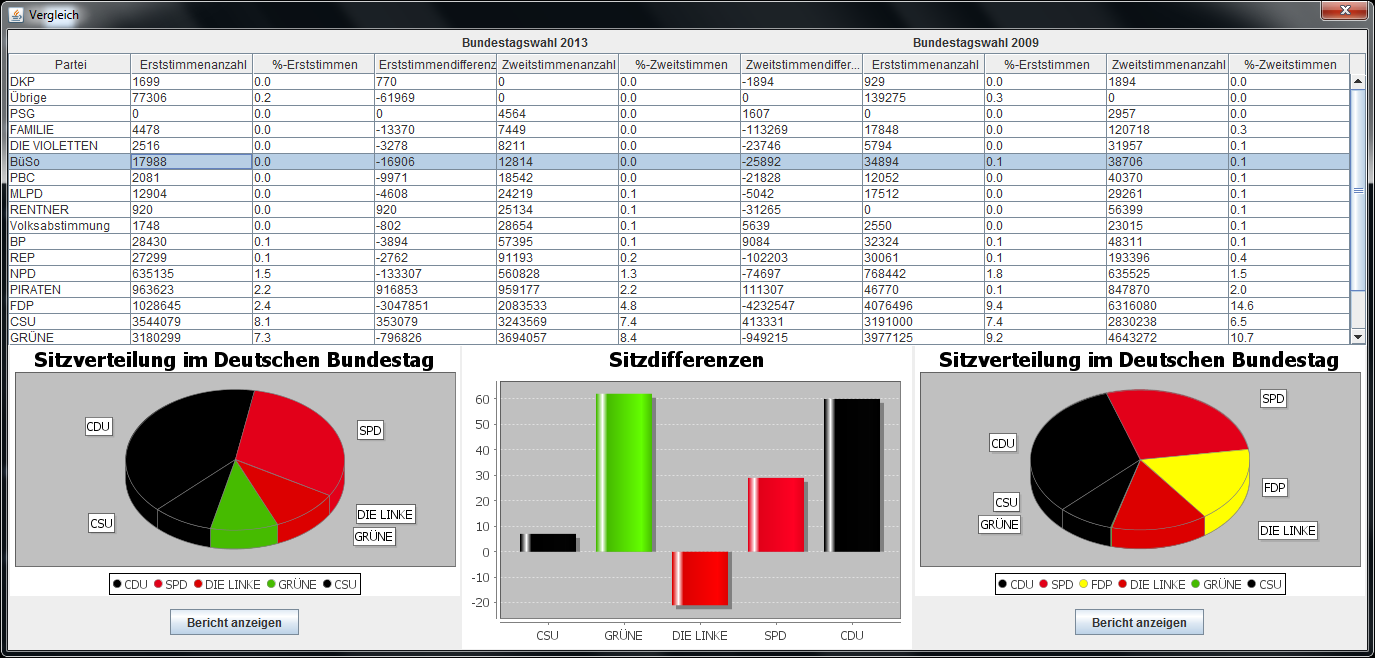 Vergleich
Bundestagswahl 2013 Bundestagswahl 2009
Partei Erststimmenanzahl %-Erststimmen Erststimmendifferenz Zweitstimmenanzahl %-Zweitstimmen Zweitstimmendiffer... Erststimmenanzahl %-Erststimmen Zweitstimmenanzahl %-Zweitstimmen
DKP 1699 0.0 770 0 0.0 -1894 929 0.0 1894 0.0
Übrige 77306 0.2 -61969 0 0.0 0 139275 0.3 0 0.0
PSG 0 0.0 0 4564 0.0 1607 0 0.0 2957 0.0
FAMILIE 4478 0.0 -13370 7449 0.0 -113269 17848 0.0 120718 0.3
DIE VIOLETTEN 2516 0.0 -3278 8211 0.0 -23746 5794 0.0 31957 0.1
BüSo 17988 0.0 -16906 12814 0.0 -25892 34894 0.1 38706 0.1
PBC 2081 0.0 -9971 18542 0.0 -21828 12052 0.0 40370 0.1
MLPD 12904 0.0 -4608 24219 0.1 -5042 17512 0.0 29261 0.1
RENTNER 920 0.0 920 25134 0.1 -31265 0 0.0 56399 0.1
Volksabstimmung 1748 0.0 -802 28654 0.1 5639 2550 0.0 23015 0.1
BP 28430 0.1 -3894 57395 0.1 9084 32324 0.1 48311 0.1
REP 27299 0.1 -2762 91193 0.2 -102203 30061 0.1 193396 0.4
NPD 635135 1.5 -133307 560828 1.3 -74697 768442 1.8 635525 1.5
PIRATEN 963623 2.2 916853 959177 2.2 111307 46770 0.1 847870 2.0
FDP 1028645 2.4 -3047851 2083533 4.8 -4232547 4076496 9.4 6316080 14.6
CSU 3544079 8.1 353079 3243569 7.4 413331 3191000 7.4 2830238 6.5
GRÜNE 3180299 7.3 -796826 3694057 8.4 -949215 3977125 9.2 4643272 10.7
Sitzverteilung im Deutschen Bundestag
CDU
SPD
CSU
DIE LINKE
GRÜNE
CDU SPD DIE LINKE GRÜNE CSU
Bericht anzeigen
Sitzdifferenzen
60
50
40
30
20
10
0
-10
-20
CSU GRÜNE DIE LINKE SPD CDU
Sitzverteilung im Deutschen Bundestag
SPD
CDU
FDP
CSU
GRÜNE
DIE LINKE
CDU SPD FDP DIE LINKE GRÜNE CSU
Bericht anzeigen